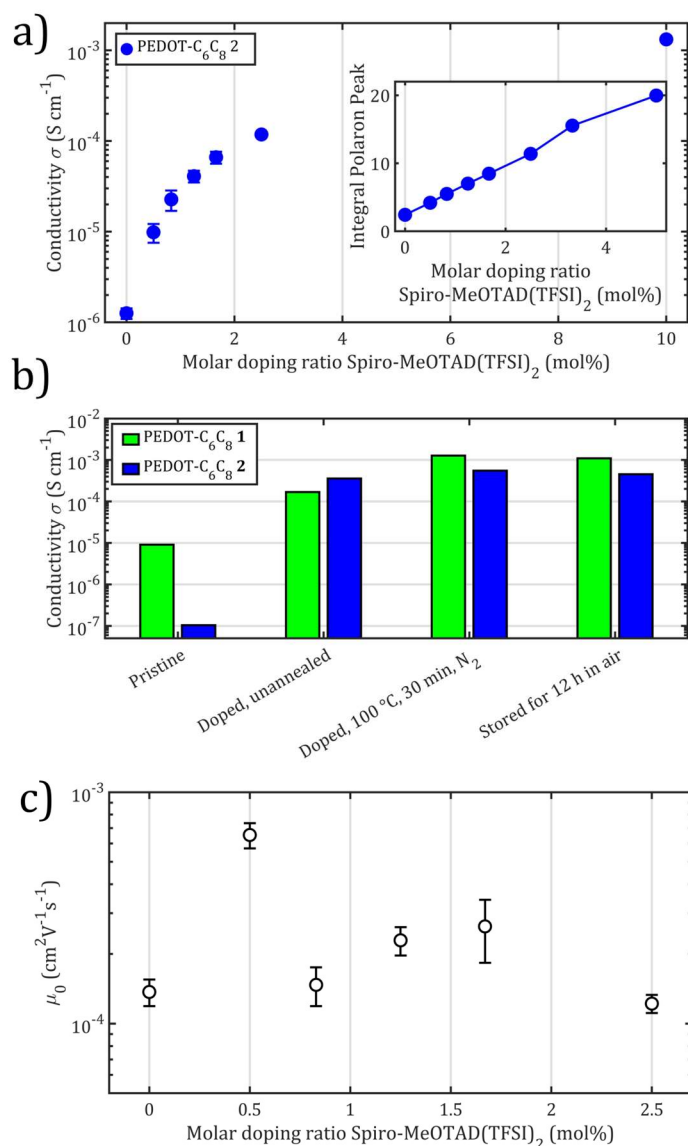 a)
PEDOT-C₆C₈ 2
Conductivity σ (S cm⁻¹)
10⁻³
10⁻⁴
10⁻⁵
10⁻⁶
0
2
4
6
8
10
Molar doping ratio Spiro-MeOTAD(TFSI)₂ (mol%)
Integral Polaron Peak
20
10
0
0
2
4
Molar doping ratio
Spiro-MeOTAD(TFSI)₂ (mol%)
b)
PEDOT-C₆C₈ 1
PEDOT-C₆C₈ 2
Conductivity σ (S cm⁻¹)
10⁻²
10⁻³
10⁻⁴
10⁻⁵
10⁻⁶
10⁻⁷
Pristine
Doped, unannealed
Doped, 100 °C, 30 min, N₂
Stored for 12 h in air
c)
μ₀ (cm²V⁻¹s⁻¹)
10⁻³
10⁻⁴
0
0.5
1
1.5
2
2.5
Molar doping ratio Spiro-MeOTAD(TFSI)₂ (mol%)